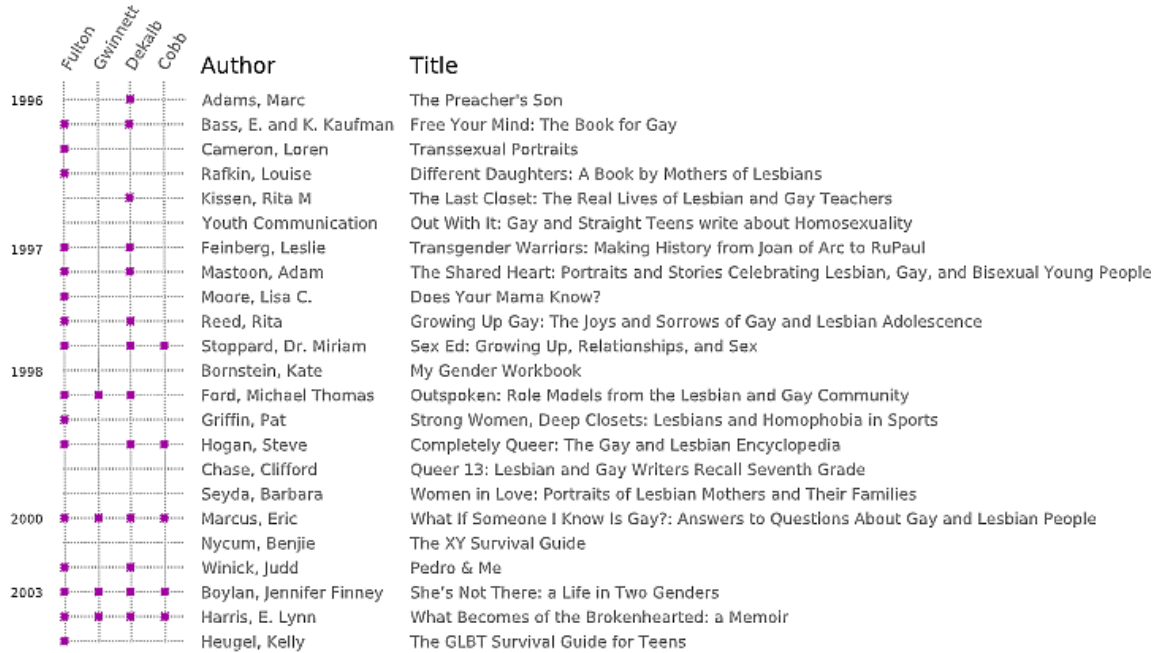 Fulton Gwinnett Dekalb Cobb
Author Title
1996 Adams, Marc The Preacher's Son
Bass, E. and K. Kaufman Free Your Mind: The Book for Gay
Cameron, Loren Transsexual Portraits
Rafkin, Louise Different Daughters: A Book by Mothers of Lesbians
Kissen, Rita M The Last Closet: The Real Lives of Lesbian and Gay Teachers
Youth Communication Out With It: Gay and Straight Teens write about Homosexuality
1997 Feinberg, Leslie Transgender Warriors: Making History from Joan of Arc to RuPaul
Mastoon, Adam The Shared Heart: Portraits and Stories Celebrating Lesbian, Gay, and Bisexual Young People
Moore, Lisa C. Does Your Mama Know?
Reed, Rita Growing Up Gay: The Joys and Sorrows of Gay and Lesbian Adolescence
Stoppard, Dr. Miriam Sex Ed: Growing Up, Relationships, and Sex
1998 Bornstein, Kate My Gender Workbook
Ford, Michael Thomas Outspoken: Role Models from the Lesbian and Gay Community
Griffin, Pat Strong Women, Deep Closets: Lesbians and Homophobia in Sports
Hogan, Steve Completely Queer: The Gay and Lesbian Encyclopedia
Chase, Clifford Queer 13: Lesbian and Gay Writers Recall Seventh Grade
Seyda, Barbara Women in Love: Portraits of Lesbian Mothers and Their Families
2000 Marcus, Eric What If Someone I Know Is Gay?: Answers to Questions About Gay and Lesbian People
Nycum, Benjie The XY Survival Guide
Winick, Judd Pedro & Me
2003 Boylan, Jennifer Finney She's Not There: a Life in Two Genders
Harris, E. Lynn What Becomes of the Brokenhearted: a Memoir
Heugel, Kelly The GLBT Survival Guide for Teens